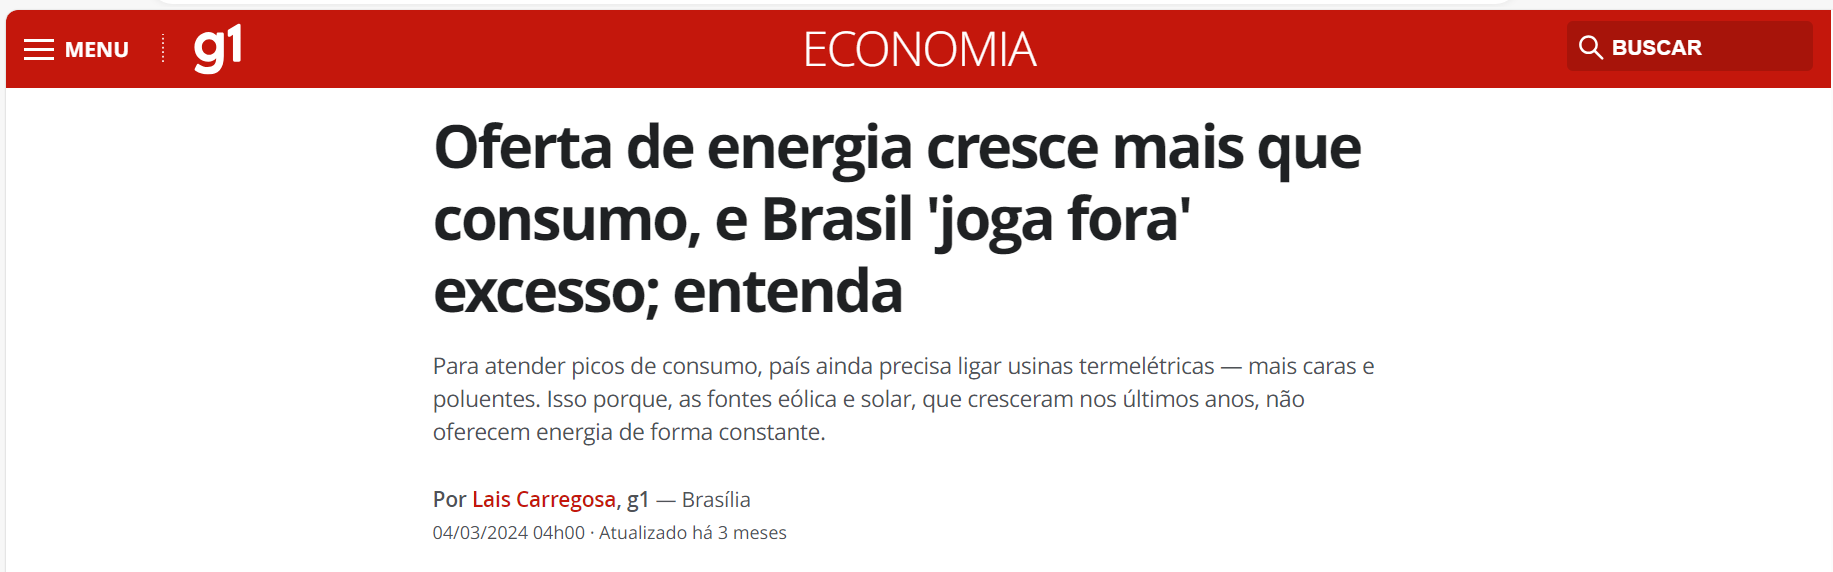 MENU
g1
ECONOMIA
BUSCAR
Oferta de energia cresce mais que
consumo, e Brasil 'joga fora'
excesso; entenda
Para atender picos de consumo, país ainda precisa ligar usinas termelétricas — mais caras e
poluentes. Isso porque, as fontes eólica e solar, que cresceram nos últimos anos, não
oferecem energia de forma constante.
Por Lais Carregosa, g1 — Brasília
04/03/2024 04h00 · Atualizado há 3 meses